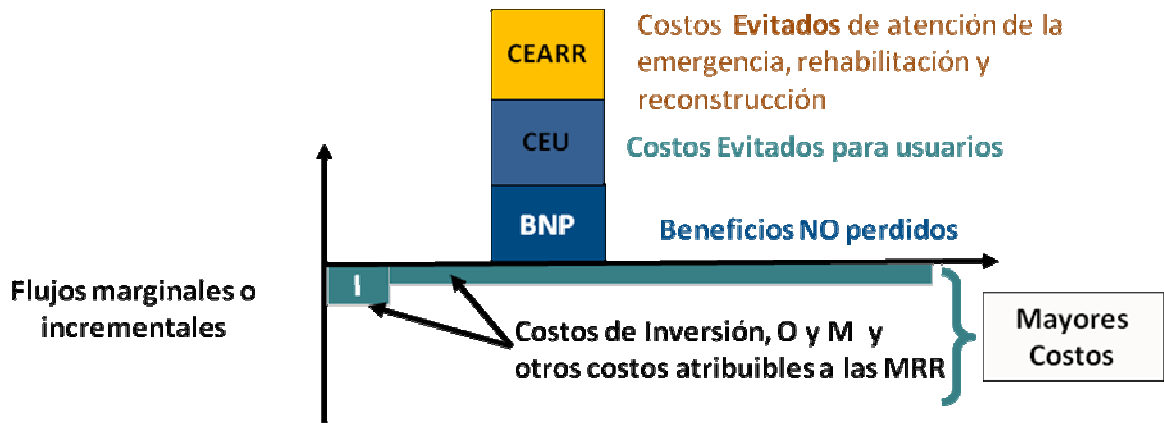 CEARR
Costos Evitados de atención de la
emergencia, rehabilitación y
reconstrucción
CEU
Costos Evitados para usuarios
BNP
Beneficios NO perdidos
Flujos marginales o
incrementales
I
Costos de Inversión, O y M y
otros costos atribuibles a las MRR
Mayores
Costos